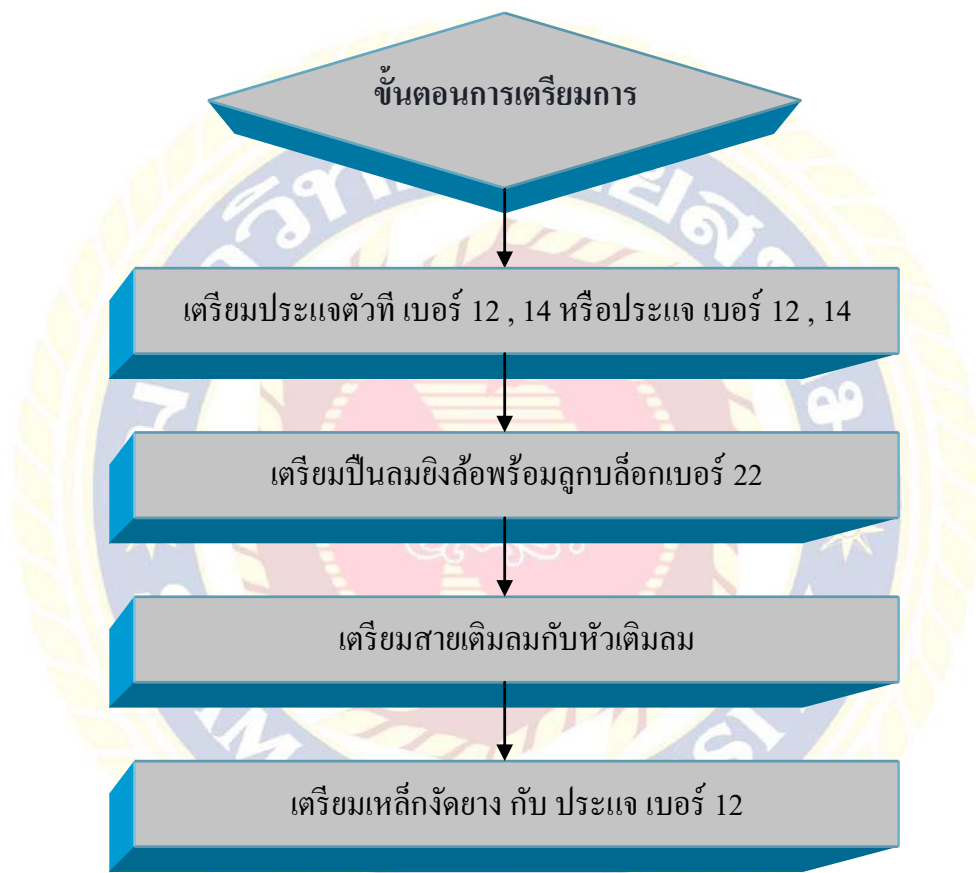 ขั้นตอนการเตรียมการ
เตรียมประแจตัวที เบอร์ 12 , 14 หรือประแจ เบอร์ 12 , 14
เตรียมปืนลมยิงล้อพร้อมลูกบล็อกเบอร์ 22
เตรียมสายเติมลมกับหัวเติมลม
เตรียมเหล็กงัดยาง กับ ประแจ เบอร์ 12